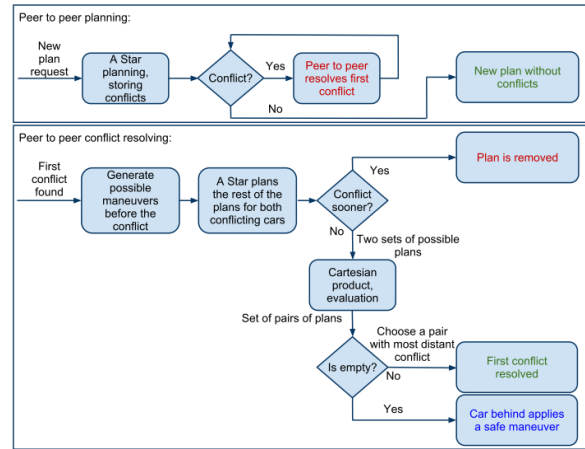 Peer to peer planning:
New
plan
request
A Star
planning,
storing
conflicts
Conflict?
Yes
Peer to peer
resolves first
conflict
No
New plan without
conflicts
Peer to peer conflict resolving:
First
conflict
found
Generate
possible
maneuvers
before the
conflict
A Star plans
the rest of the
plans for both
conflicting cars
Conflict
sooner?
Yes
Plan is removed
No
Two sets of possible
plans
Cartesian
product,
evaluation
Set of pairs of plans
Is empty?
Choose a pair
with most distant
conflict
No
First conflict
resolved
Yes
Car behind applies
a safe maneuver